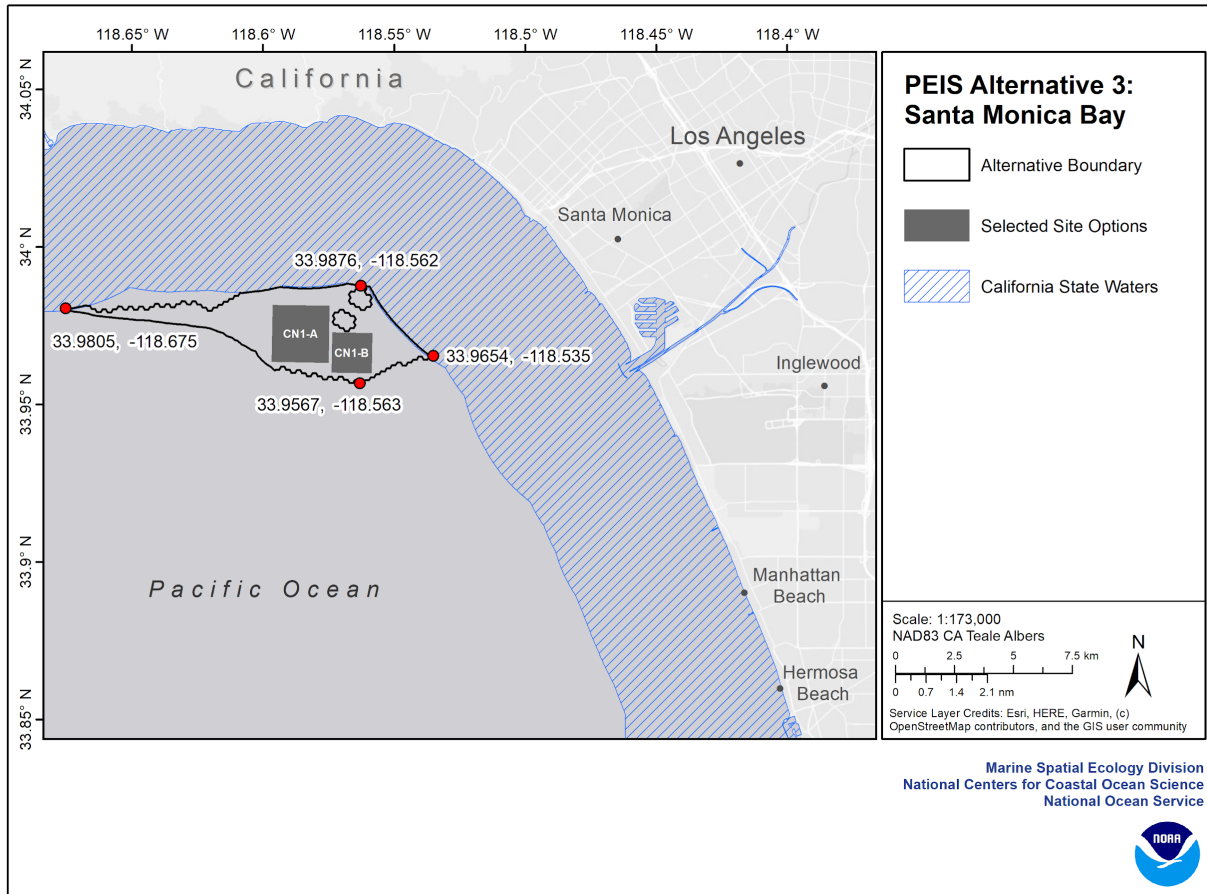 118.65° W
118.6° W
118.55° W
118.5° W
118.45° W
118.4° W
34.05° N
34° N
33.95° N
33.9° N
33.85° N
California
Los Angeles
Santa Monica
33.9876, -118.562
33.9805, -118.675
CN1-A
CN1-B
33.9654, -118.535
33.9567, -118.563
Inglewood
Pacific Ocean
Manhattan
Beach
Hermosa
Beach
PEIS Alternative 3:
Santa Monica Bay
Alternative Boundary
Selected Site Options
California State Waters
Scale: 1:173,000
NAD83 CA Teale Albers
0 2.5 5 7.5 km
0 0.7 1.4 2.1 nm
N
Service Layer Credits: Esri, HERE, Garmin, (c)
OpenStreetMap contributors, and the GIS user community
Marine Spatial Ecology Division
National Centers for Coastal Ocean Science
National Ocean Service
NOAA